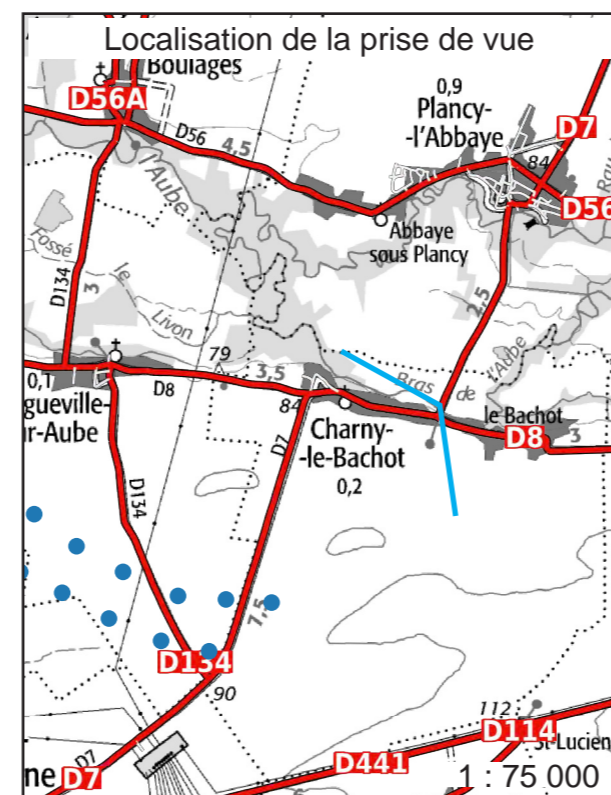 Localisation de la prise de vue
Boulages
D56A
D56
4,5
0,9
Plancy-
-l'Abbaye
D7
84
D56
l'Aube
Abbaye
sous Plancy
Fossé
le
Livon
D134
3
2,5
79
3,5
Bras
de
l'Aube
0,1
gueville-
ur-Aube
D8
84
D7
Charny-
-le-Bachot
0,2
le Bachot
D8
3
D134
7,5
D134
90
112
D114
St-Lucien
D7
ne
D7
D441
1 : 75 000